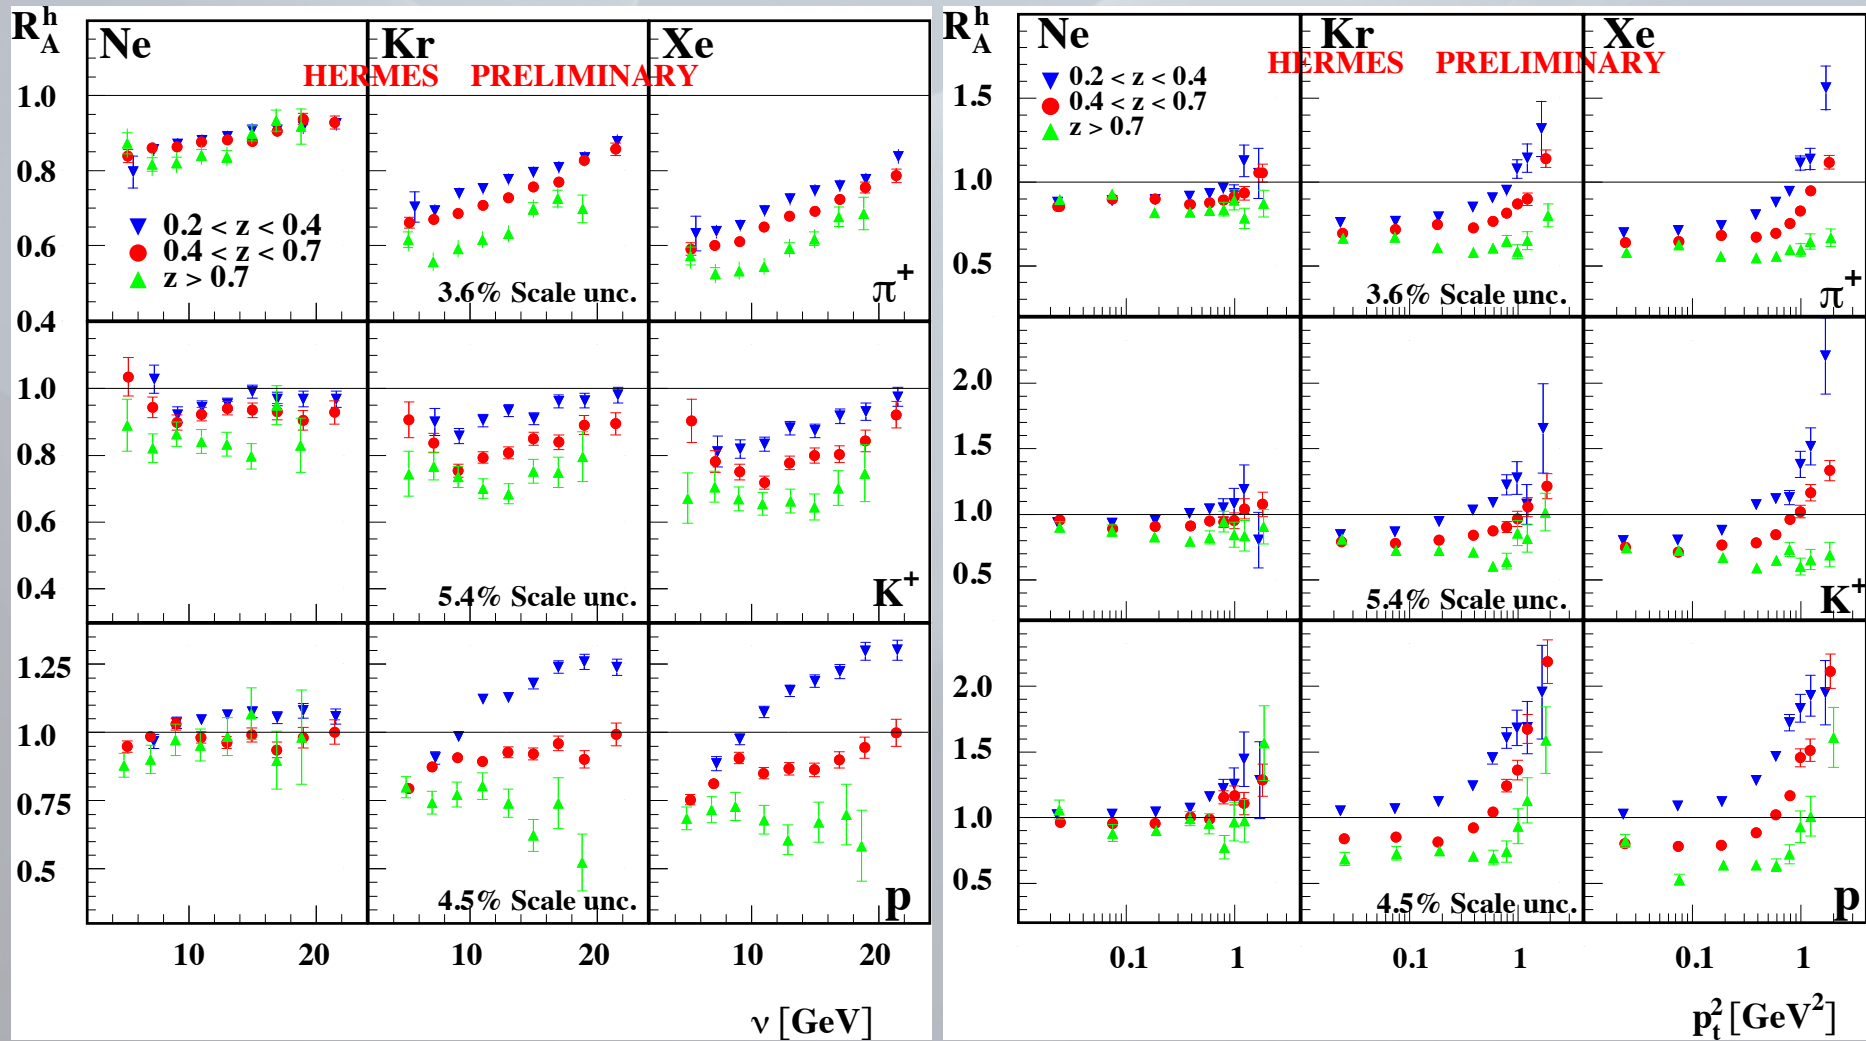 R_A^h
Ne
Kr
Xe
HERMES PRELIMINARY
1.0
0.8
0.6
0.4
0.2 < z < 0.4
0.4 < z < 0.7
z > 0.7
3.6% Scale unc.
π+
1.0
0.8
0.6
0.4
5.4% Scale unc.
K+
1.25
1.0
0.75
0.5
4.5% Scale unc.
p
10 20 10 20 10 20
ν [GeV]
R_A^h
Ne
Kr
Xe
HERMES PRELIMINARY
0.2 < z < 0.4
0.4 < z < 0.7
z > 0.7
1.5
1.0
0.5
3.6% Scale unc.
π+
2.0
1.5
1.0
0.5
5.4% Scale unc.
K+
2.0
1.5
1.0
0.5
4.5% Scale unc.
p
0.1 1 0.1 1 0.1 1
p_t^2 [GeV^2]